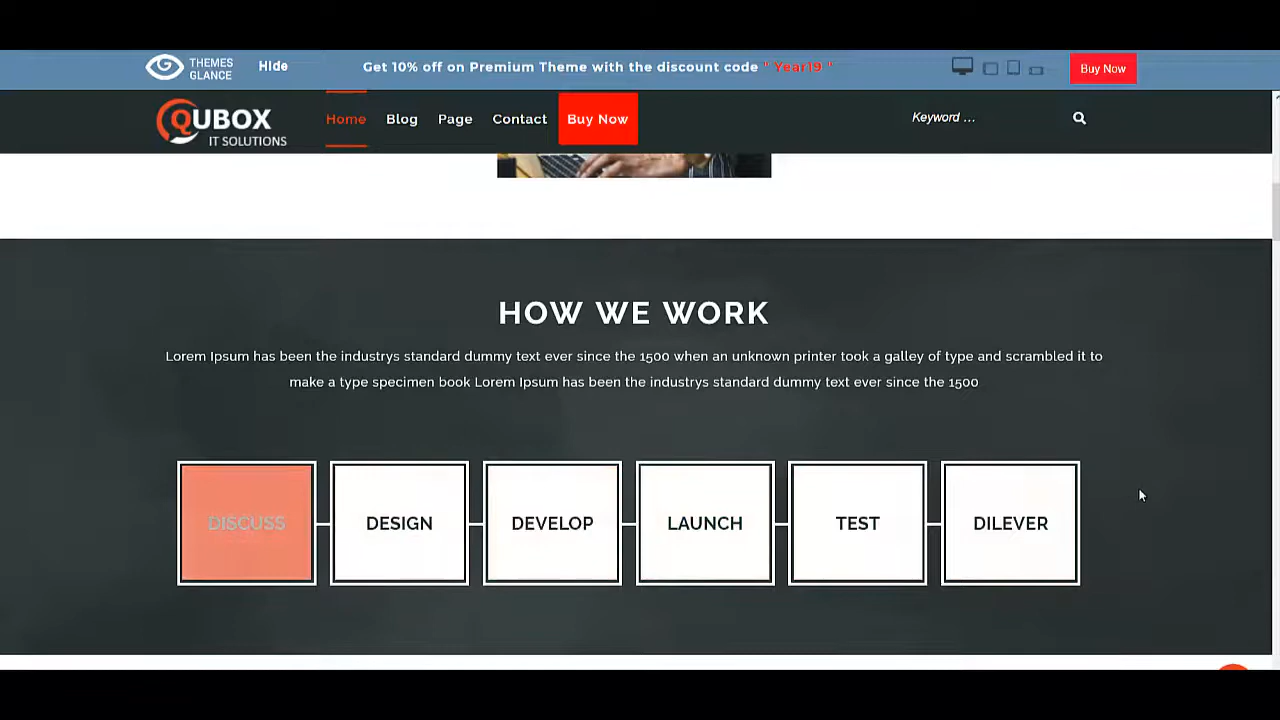 THEMES
GLANCE
Hide
Get 10% off on Premium Theme with the discount code " Year19 "
Buy Now
QUBOX
IT SOLUTIONS
Home
Blog
Page
Contact
Buy Now
Keyword ...
HOW WE WORK
Lorem Ipsum has been the industrys standard dummy text ever since the 1500 when an unknown printer took a galley of type and scrambled it to
make a type specimen book Lorem Ipsum has been the industrys standard dummy text ever since the 1500
DISCUSS
DESIGN
DEVELOP
LAUNCH
TEST
DILEVER